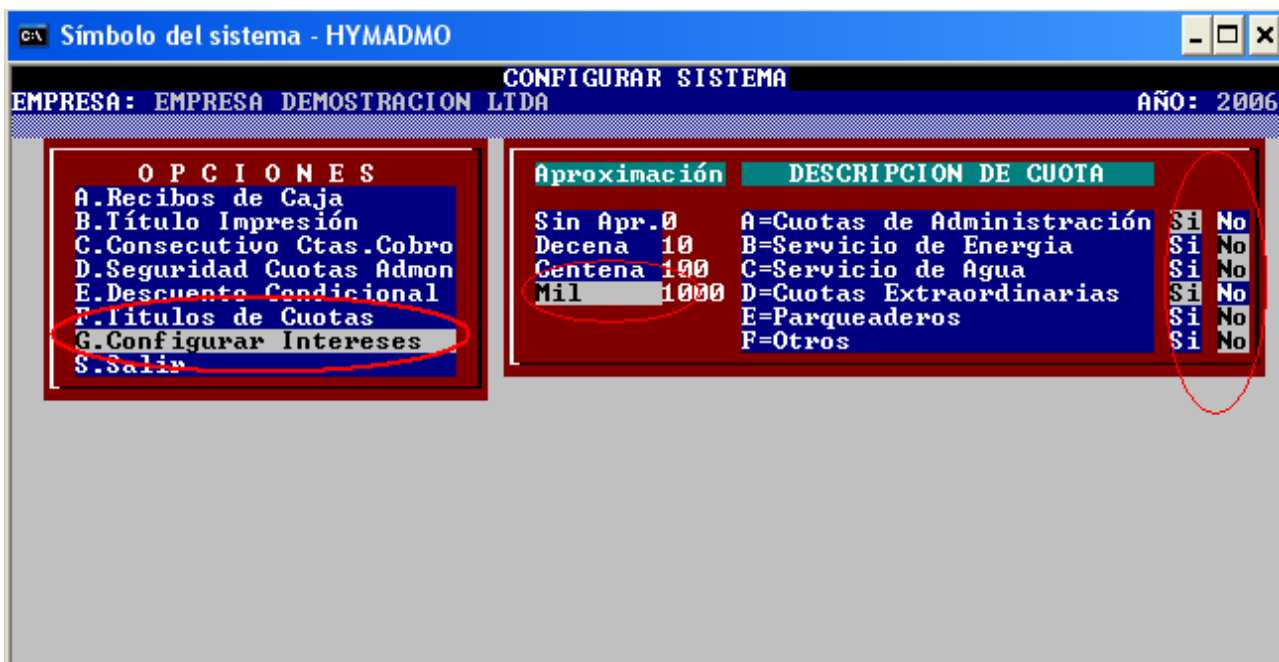 Símbolo del sistema - HYMADMO
CONFIGURAR SISTEMA
EMPRESA: EMPRESA DEMOSTRACION LTDA AÑO: 2006
O P C I O N E S
A.Recibos de Caja
B.Título Impresión
C.Consecutivo Ctas.Cobro
D.Seguridad Cuotas Admon
E.Descuento Condicional
F.Titulos de Cuotas
G.Configurar Intereses
S.Salir
Aproximación DESCRIPCION DE CUOTA
Sin Apr.0 A=Cuotas de Administración Si No
Decena 10 B=Servicio de Energia Si No
Centena 100 C=Servicio de Agua Si No
Mil 1000 D=Cuotas Extraordinarias Si No
E=Parqueaderos Si No
F=Otros Si No